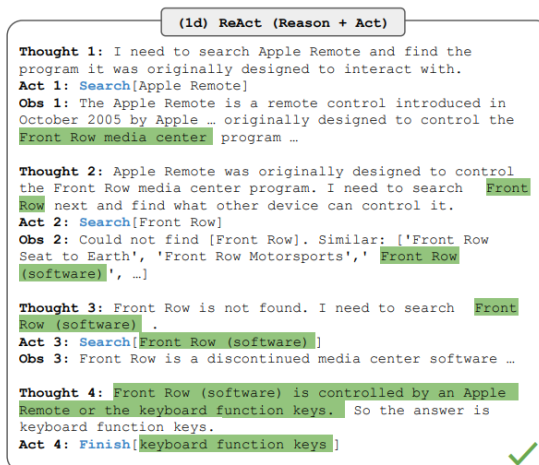 (1d) ReAct (Reason + Act)
Thought 1: I need to search Apple Remote and find the
program it was originally designed to interact with.
Act 1: Search[Apple Remote]
Obs 1: The Apple Remote is a remote control introduced in
October 2005 by Apple … originally designed to control the
Front Row media center program …
Thought 2: Apple Remote was originally designed to control
the Front Row media center program. I need to search Front
Row next and find what other device can control it.
Act 2: Search[Front Row]
Obs 2: Could not find [Front Row]. Similar: ['Front Row
Seat to Earth', 'Front Row Motorsports',' Front Row
(software)', …]
Thought 3: Front Row is not found. I need to search Front
Row (software) .
Act 3: Search[Front Row (software) ]
Obs 3: Front Row is a discontinued media center software …
Thought 4: Front Row (software) is controlled by an Apple
Remote or the keyboard function keys. So the answer is
keyboard function keys.
Act 4: Finish[keyboard function keys ]